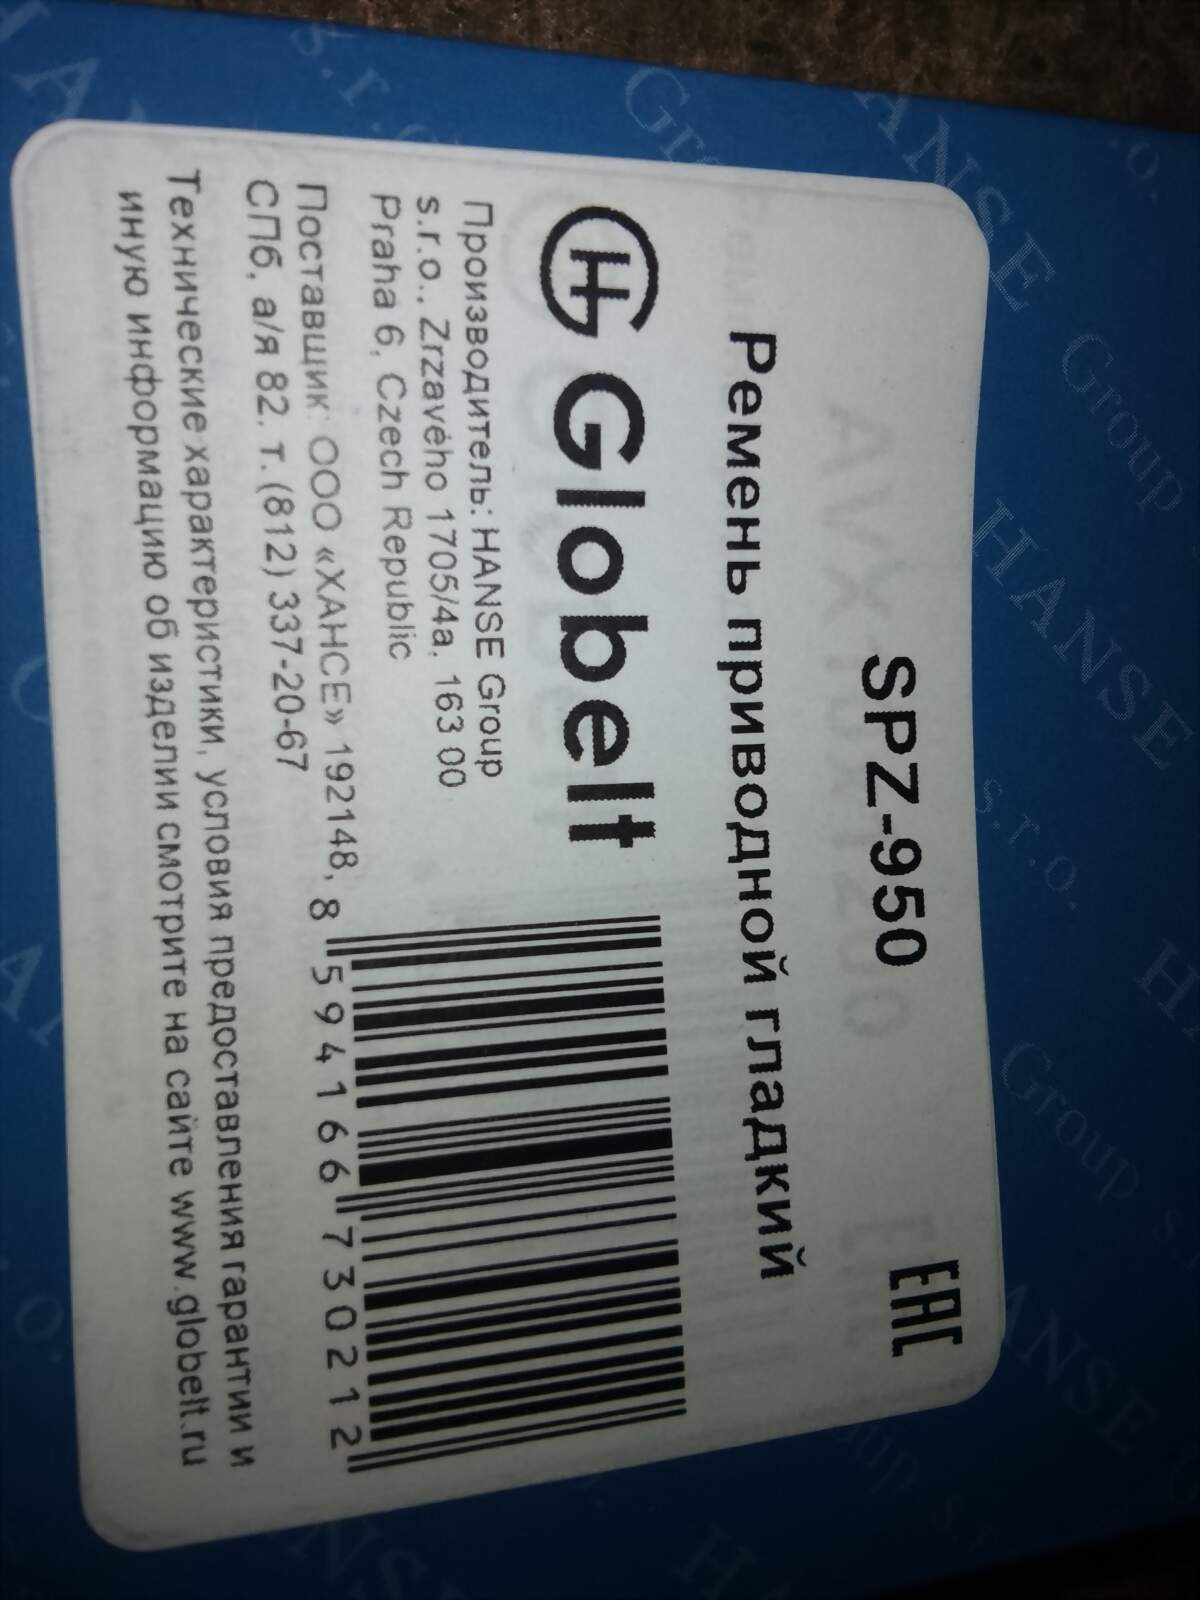 SPZ-950
EAC
Ремень приводной гладкий
Globelt
Производитель: HANSE Group
s.r.o., Zrzavého 1705/4a, 163 00
Praha 6, Czech Republic
Поставщик: ООО «ХАНСЕ» 192148,
СПб, а/я 82. т. (812) 337-20-67
8 594166 730212
Технические характеристики, условия предоставления гарантии и
иную информацию об изделии смотрите на сайте www.globelt.ru
HANSE Group s.r.o.